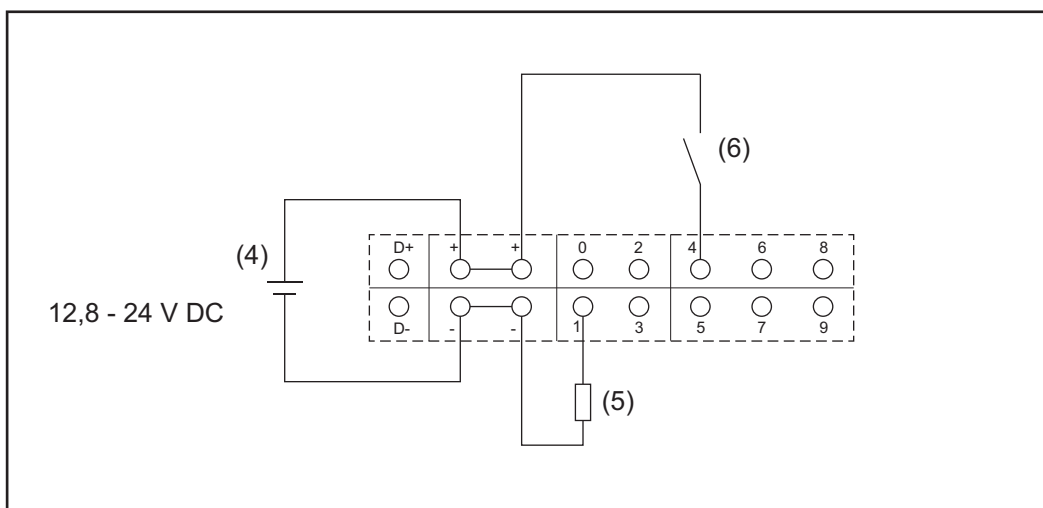 (6)
D+ + + 0 2 4 6 8
(4)
12,8 - 24 V DC
D- - - 1 3 5 7 9
(5)